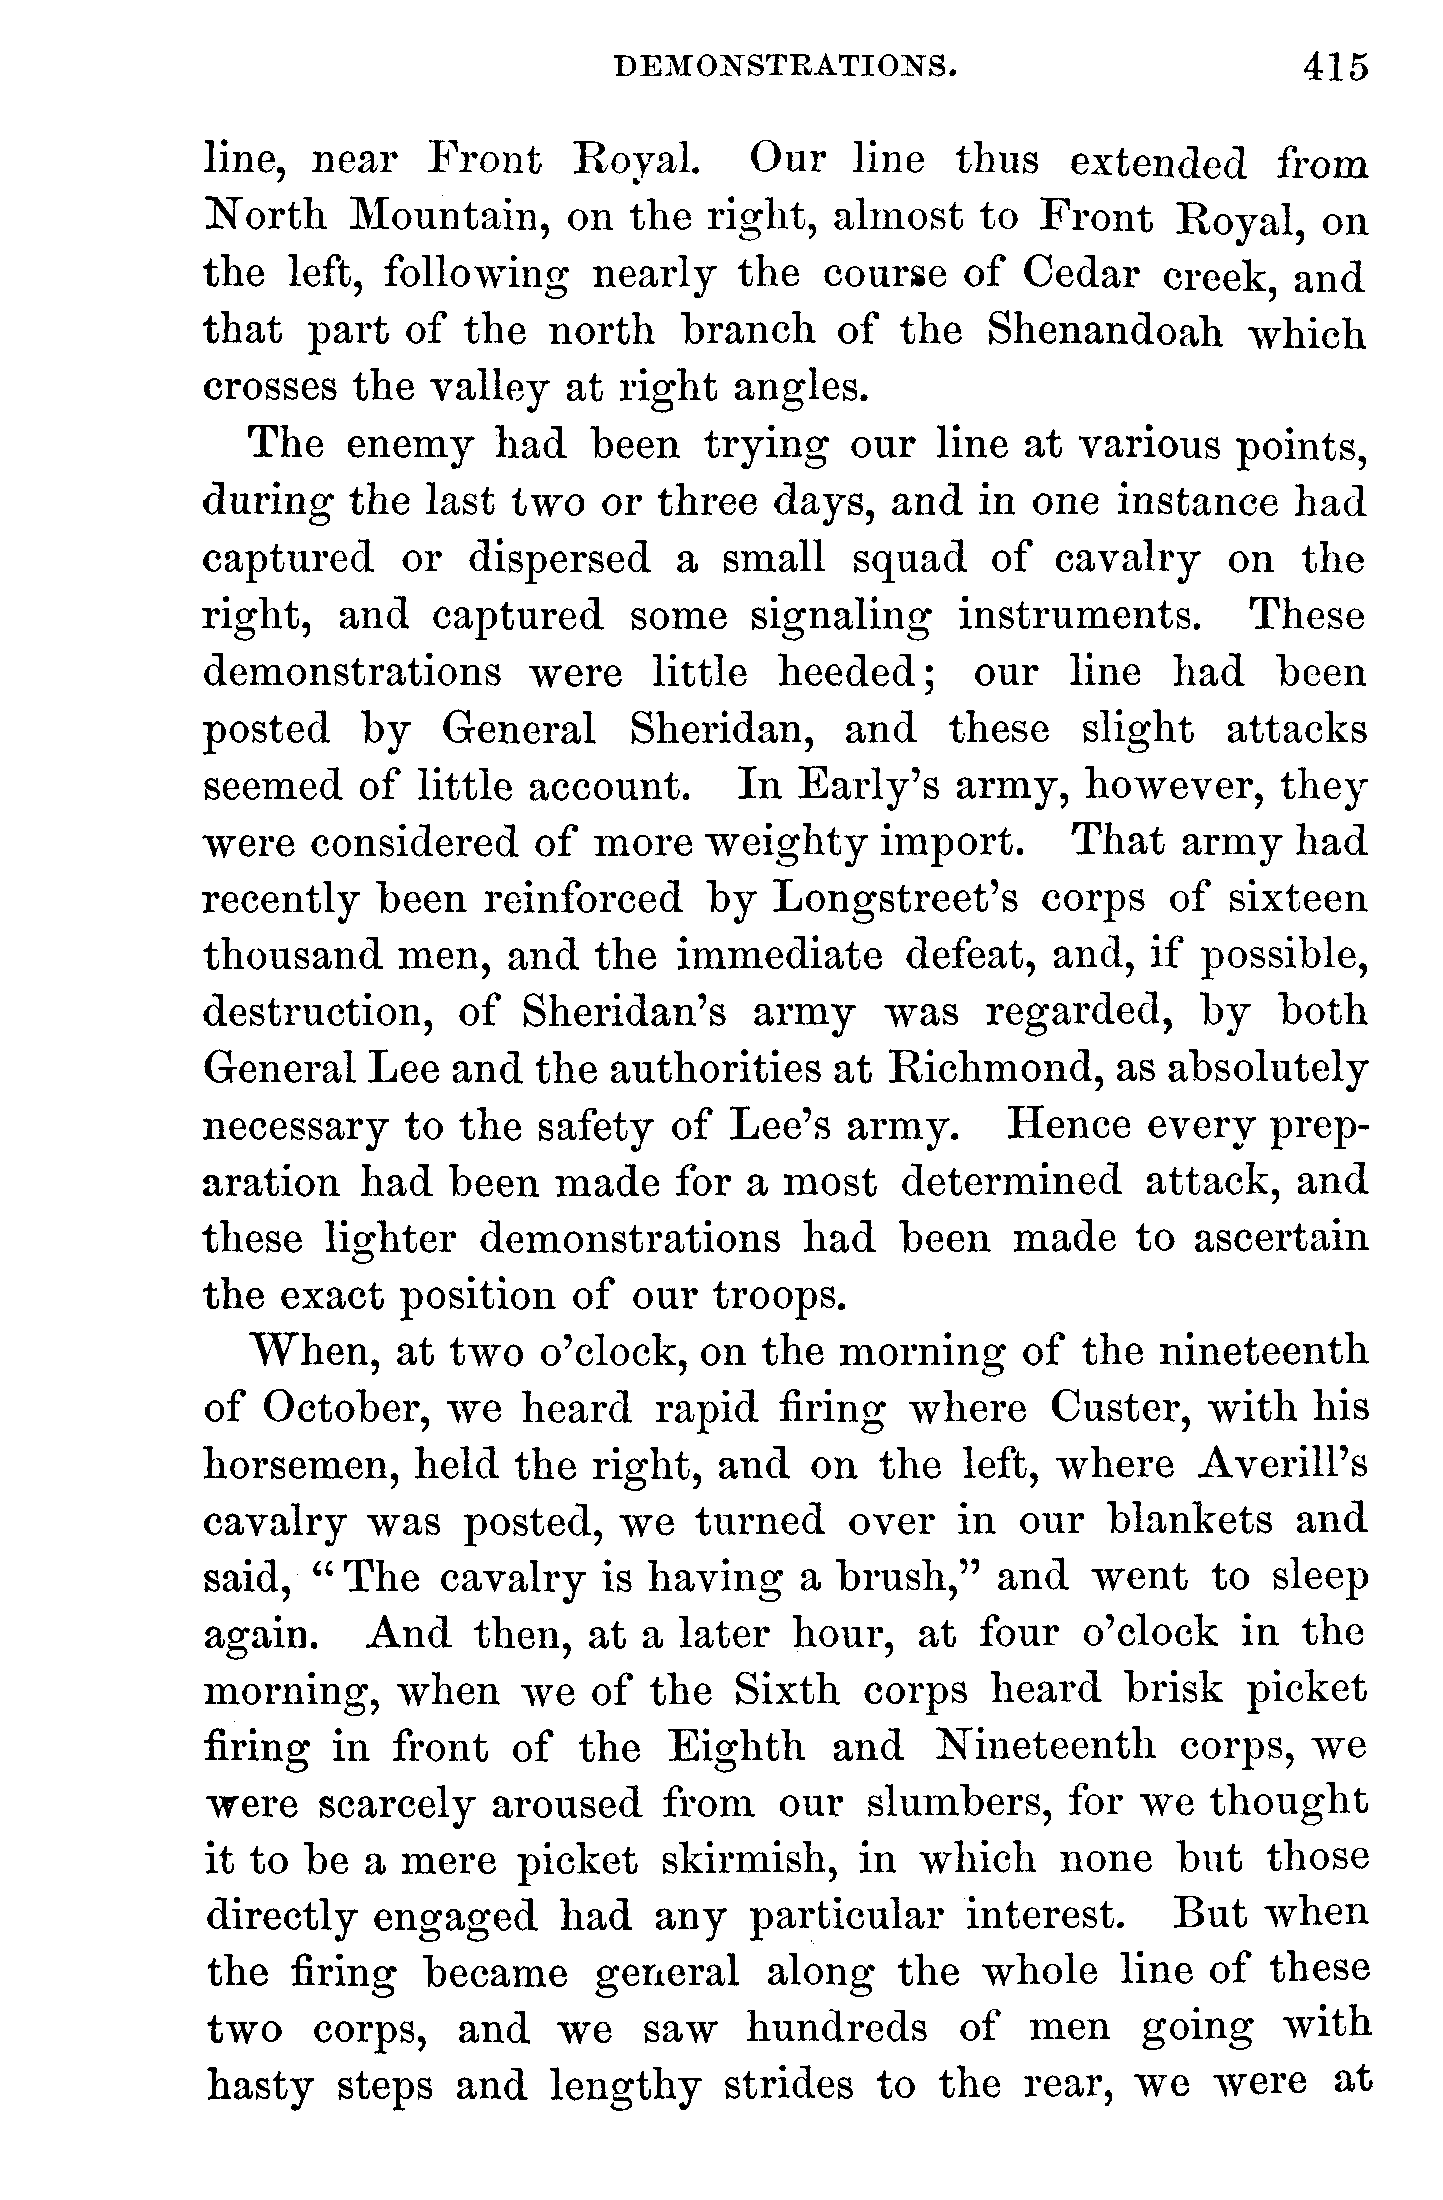 DEMONSTRATIONS. 415
line, near Front Royal. Our line thus extended from
North Mountain, on the right, almost to Front Royal, on
the left, following nearly the course of Cedar creek, and
that part of the north branch of the Shenandoah which
crosses the valley at right angles.
The enemy had been trying our line at various points,
during the last two or three days, and in one instance had
captured or dispersed a small squad of cavalry on the
right, and captured some signaling instruments. These
demonstrations were little heeded; our line had been
posted by General Sheridan, and these slight attacks
seemed of little account. In Early's army, however, they
were considered of more weighty import. That army had
recently been reinforced by Longstreet's corps of sixteen
thousand men, and the immediate defeat, and, if possible,
destruction, of Sheridan's army was regarded, by both
General Lee and the authorities at Richmond, as absolutely
necessary to the safety of Lee's army. Hence every prep-
aration had been made for a most determined attack, and
these lighter demonstrations had been made to ascertain
the exact position of our troops.
When, at two o'clock, on the morning of the nineteenth
of October, we heard rapid firing where Custer, with his
horsemen, held the right, and on the left, where Averill's
cavalry was posted, we turned over in our blankets and
said, "The cavalry is having a brush," and went to sleep
again. And then, at a later hour, at four o'clock in the
morning, when we of the Sixth corps heard brisk picket
firing in front of the Eighth and Nineteenth corps, we
were scarcely aroused from our slumbers, for we thought
it to be a mere picket skirmish, in which none but those
directly engaged had any particular interest. But when
the firing became general along the whole line of these
two corps, and we saw hundreds of men going with
hasty steps and lengthy strides to the rear, we were at